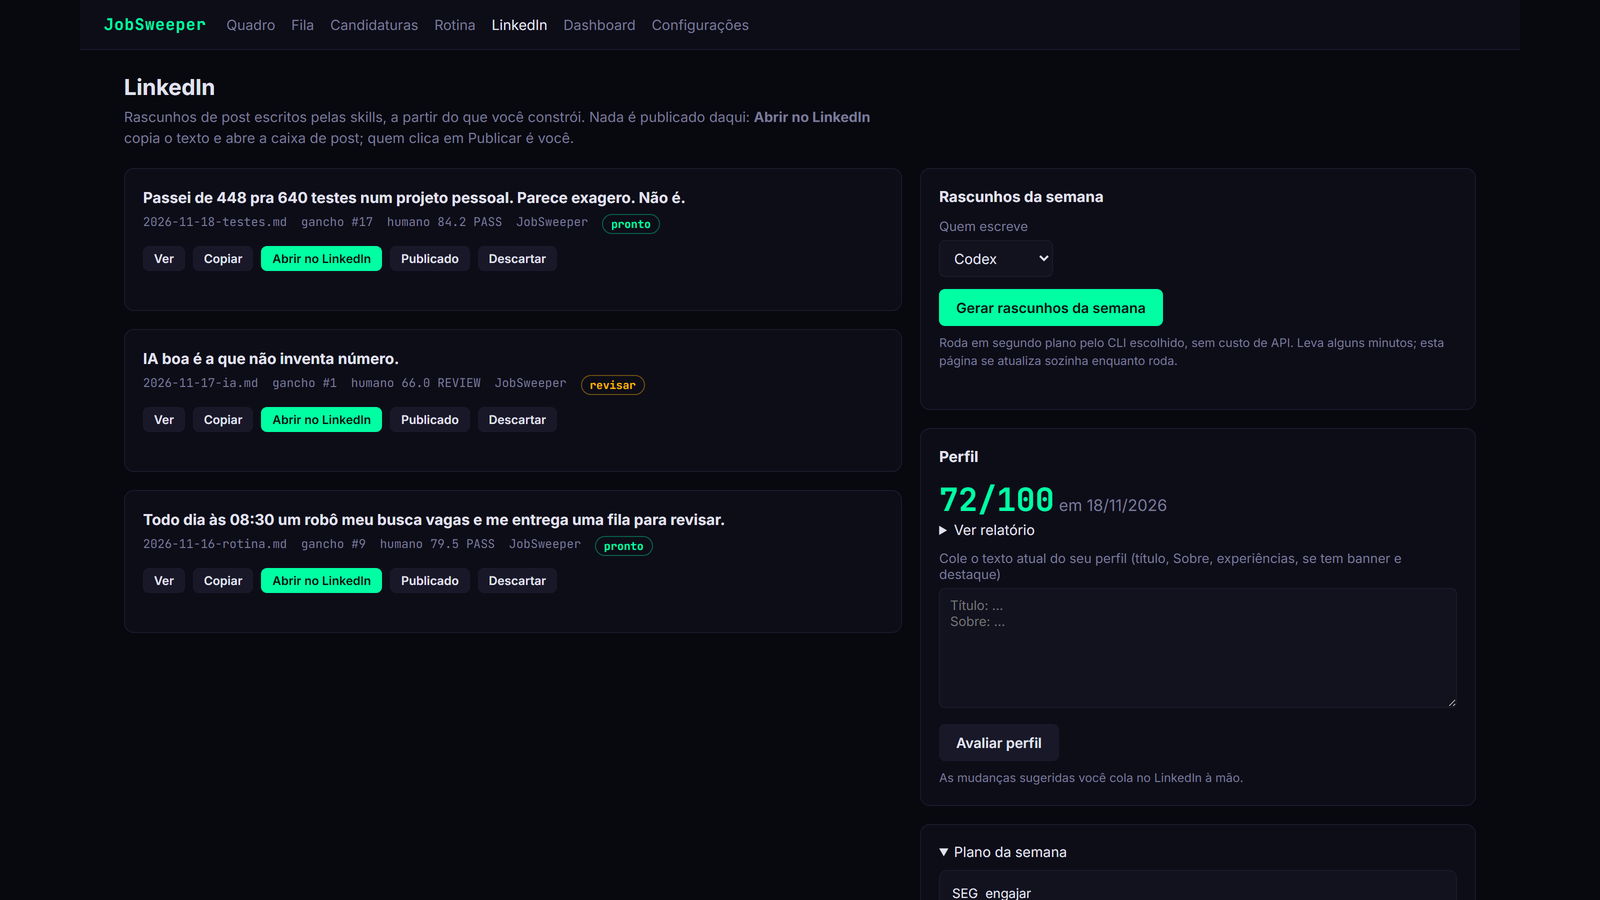 JobSweeper Quadro Fila Candidaturas Rotina LinkedIn Dashboard Configurações
LinkedIn
Rascunhos de post escritos pelas skills, a partir do que você constrói. Nada é publicado daqui: Abrir no LinkedIn
copia o texto e abre a caixa de post; quem clica em Publicar é você.
Passei de 448 pra 640 testes num projeto pessoal. Parece exagero. Não é.
2026-11-18-testes.md gancho #17 humano 84.2 PASS JobSweeper pronto
Ver Copiar Abrir no LinkedIn Publicado Descartar
IA boa é a que não inventa número.
2026-11-17-ia.md gancho #1 humano 66.0 REVIEW JobSweeper revisar
Ver Copiar Abrir no LinkedIn Publicado Descartar
Todo dia às 08:30 um robô meu busca vagas e me entrega uma fila para revisar.
2026-11-16-rotina.md gancho #9 humano 79.5 PASS JobSweeper pronto
Ver Copiar Abrir no LinkedIn Publicado Descartar
Rascunhos da semana
Quem escreve
Codex
Gerar rascunhos da semana
Roda em segundo plano pelo CLI escolhido, sem custo de API. Leva alguns minutos; esta
página se atualiza sozinha enquanto roda.
Perfil
72/100 em 18/11/2026
Ver relatório
Cole o texto atual do seu perfil (título, Sobre, experiências, se tem banner e
destaque)
Título: ...
Sobre: ...
Avaliar perfil
As mudanças sugeridas você cola no LinkedIn à mão.
Plano da semana
SEG engajar